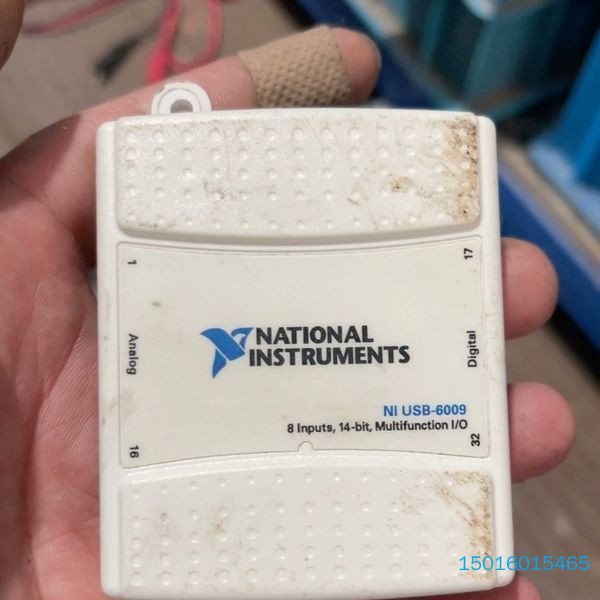 1
17
NATIONAL
INSTRUMENTS
Analog
Digital
NI USB-6009
8 Inputs, 14-bit, Multifunction I/O
16
32
15016015465